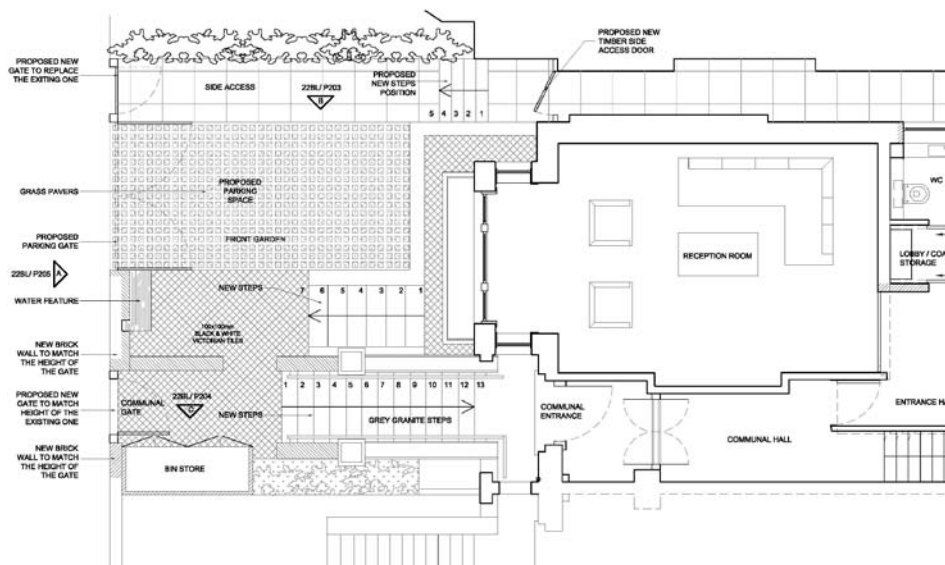 PROPOSED NEW
TIMBER SIDE
ACCESS DOOR
PROPOSED NEW
GATE TO REPLACE
THE EXITING ONE
SIDE ACCESS
22BL/ P203
B
PROPOSED
NEW STEPS
POSITION
5 4 3 2 1
GRASS PAVERS
PROPOSED
PARKING
SPACE
WC
PROPOSED
PARKING GATE
FRONT GARDEN
RECEPTION ROOM
LOBBY / COA
STORAGE
22BL/ P205
A
WATER FEATURE
NEW STEPS
7 6 5 4 3 2 1
100x100mm
BLACK & WHITE
VICTORIAN TILES
NEW BRICK
WALL TO MATCH
THE HEIGHT OF
THE GATE
PROPOSED NEW
GATE TO MATCH
HEIGHT OF THE
EXISTING ONE
COMMUNAL
GATE
22BL/ P204
C
1 2 3 4 5 6 7 8 9 10 11 12 13
NEW STEPS
GREY GRANITE STEPS
COMMUNAL
ENTRANCE
ENTRANCE HA
COMMUNAL HALL
NEW BRICK
WALL TO MATCH
THE HEIGHT OF
THE GATE
BIN STORE